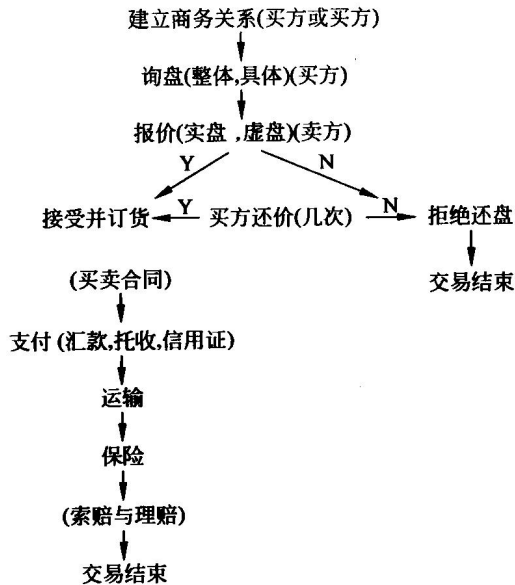 建立商务关系(买方或买方)
询盘(整体,具体)(买方)
报价(实盘,虚盘)(卖方)
Y N
接受并订货 Y 买方还价(几次) N 拒绝还盘
(买卖合同) 交易结束
支付(汇款,托收,信用证)
运输
保险
(索赔与理赔)
交易结束